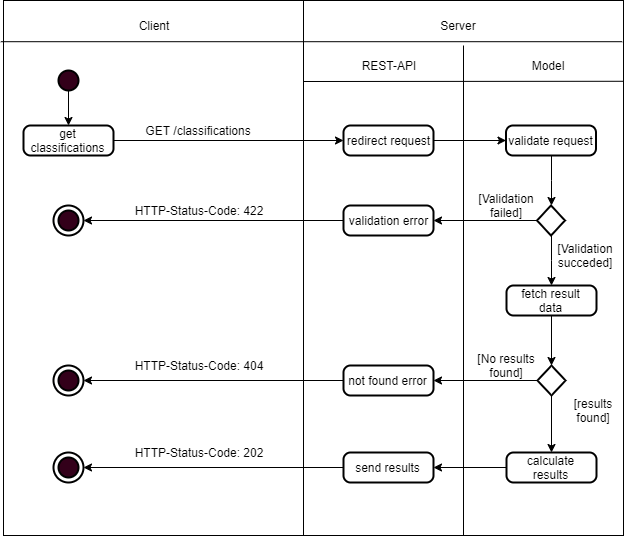 Client
Server
REST-API
Model
get
classifications
GET /classifications
redirect request
validate request
HTTP-Status-Code: 422
validation error
[Validation
failed]
[Validation
succeded]
fetch result
data
HTTP-Status-Code: 404
not found error
[No results
found]
[results
found]
HTTP-Status-Code: 202
send results
calculate
results